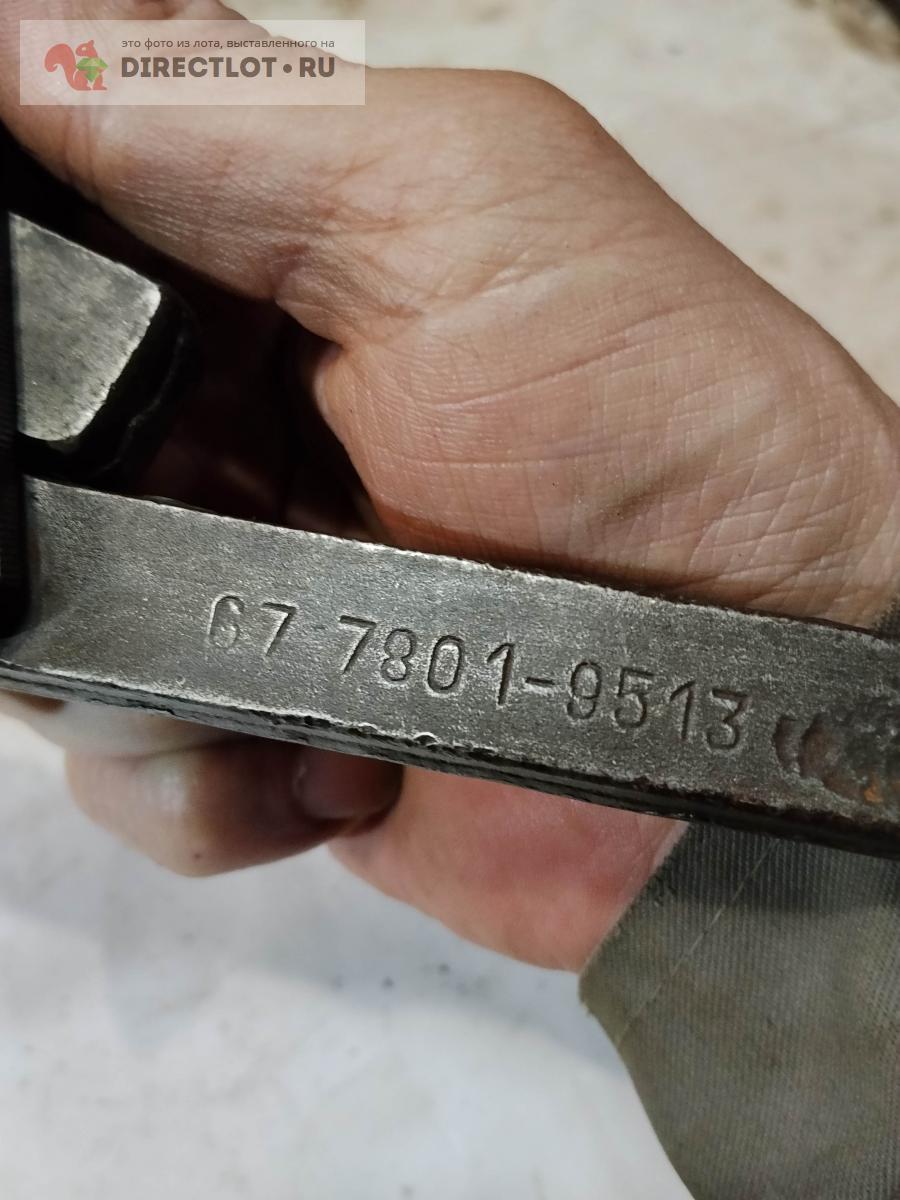 это фото из лота, выставленного на
DIRECTLOT•RU
67 7801-9513